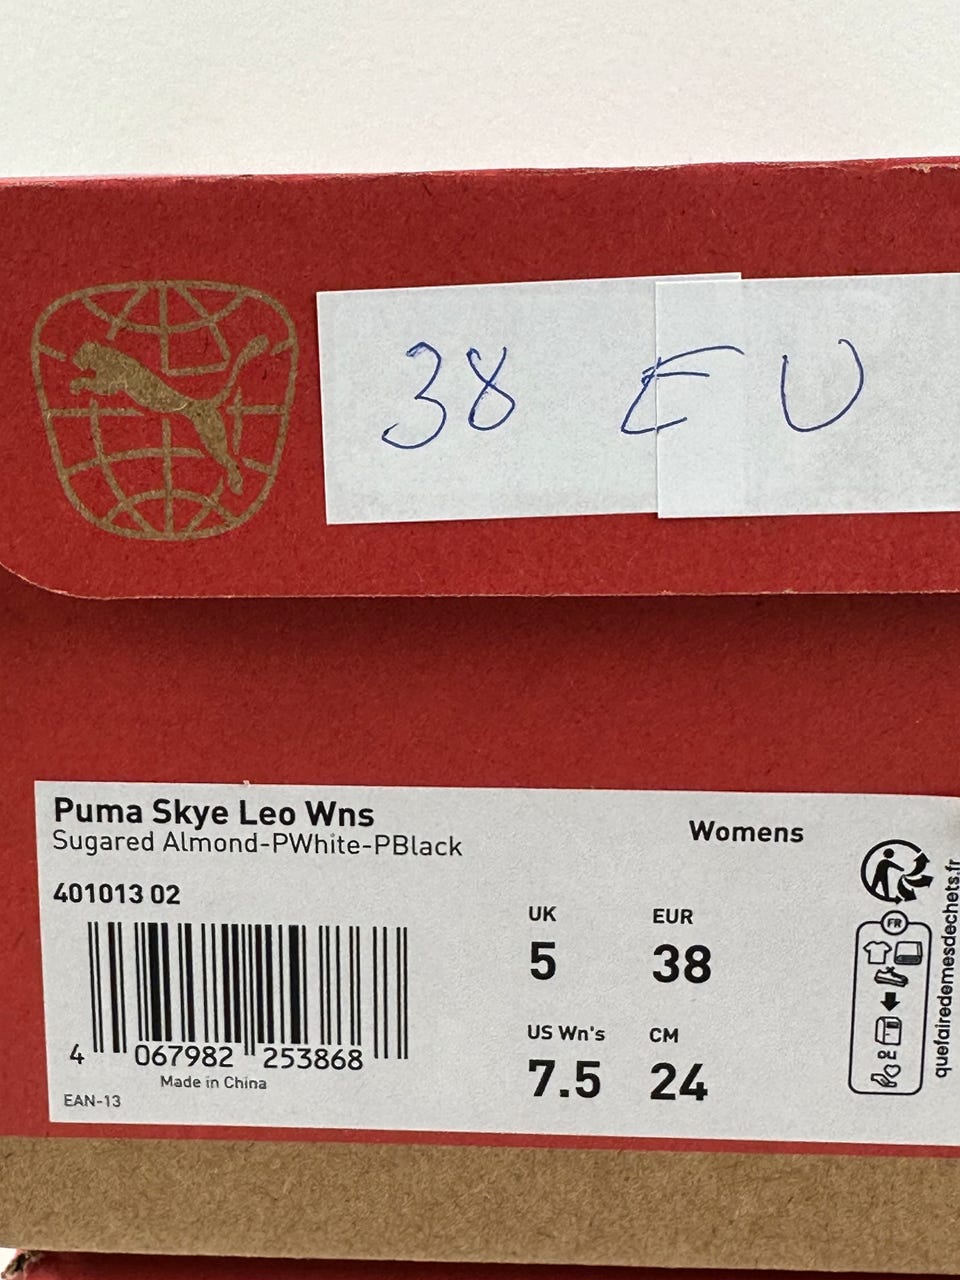 38 EU
Puma Skye Leo Wns
Sugared Almond-PWhite-PBlack
Womens
401013 02
UK
EUR
5
38
US Wn's
CM
7.5
24
4 067982 253868
Made in China
EAN-13
FR
OU
quefairedemesdechets.fr